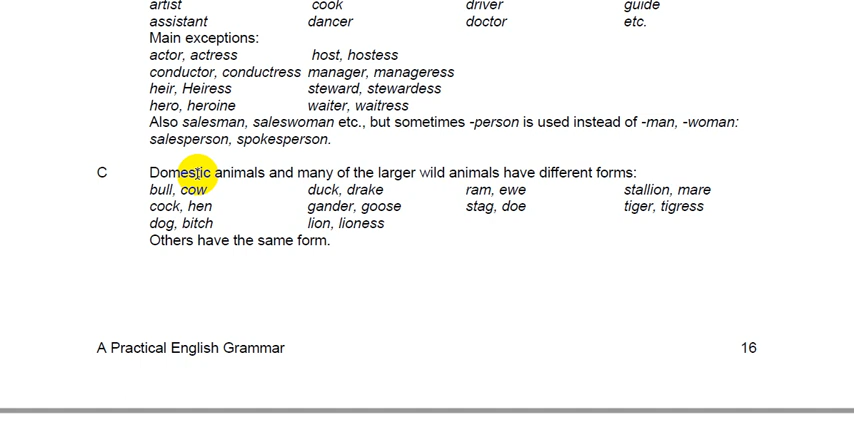 artist cook driver guide
assistant dancer doctor etc.
Main exceptions:
actor, actress host, hostess
conductor, conductress manager, manageress
heir, Heiress steward, stewardess
hero, heroine waiter, waitress
Also salesman, saleswoman etc., but sometimes -person is used instead of -man, -woman:
salesperson, spokesperson.
C Domestic animals and many of the larger wild animals have different forms:
bull, cow duck, drake ram, ewe stallion, mare
cock, hen gander, goose stag, doe tiger, tigress
dog, bitch lion, lioness
Others have the same form.
A Practical English Grammar 16